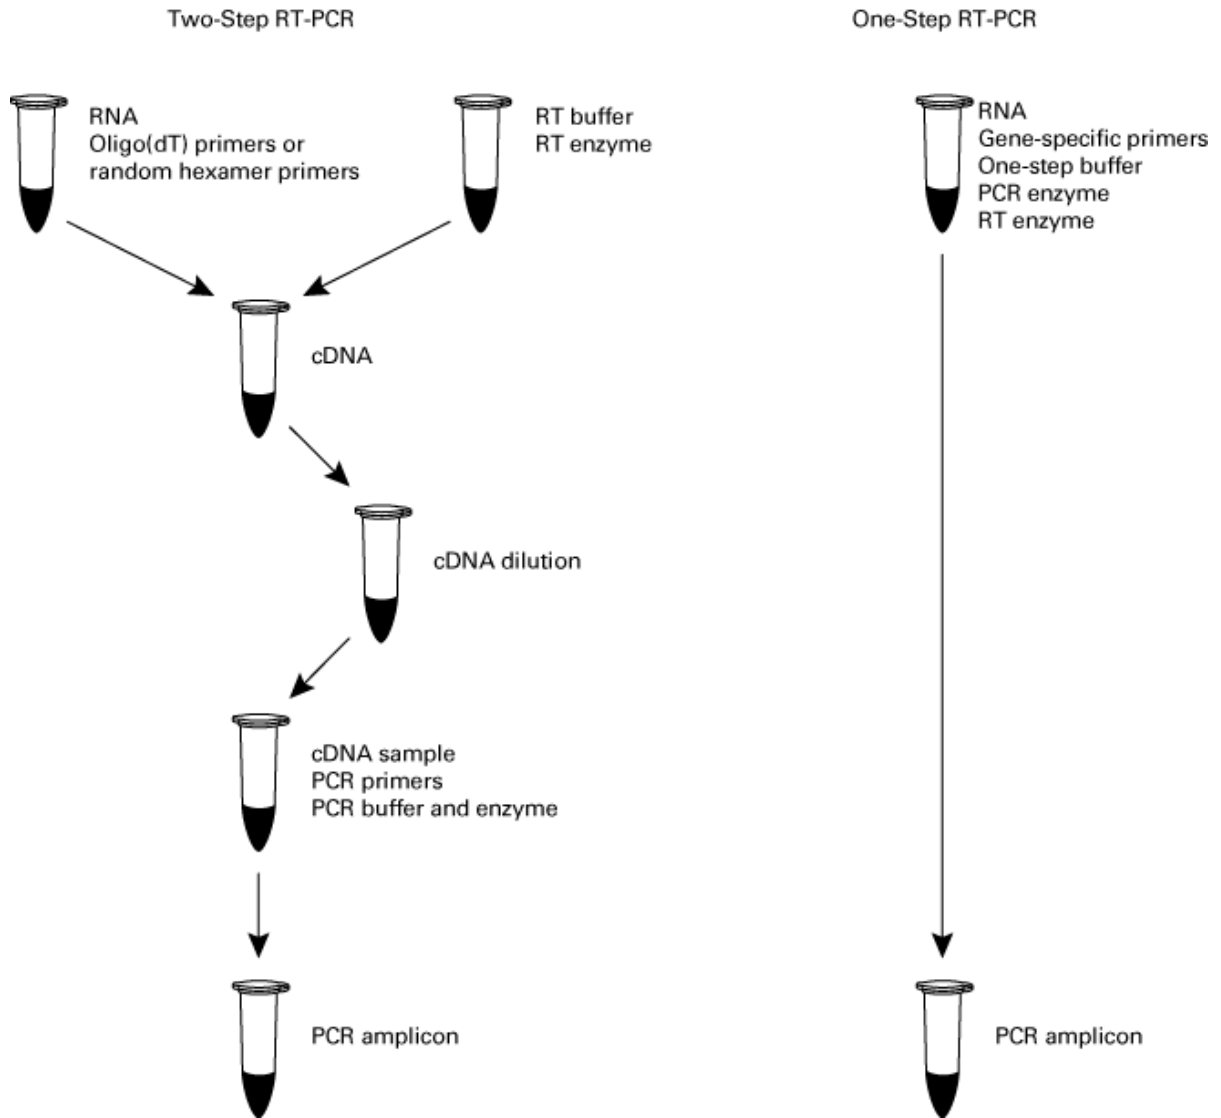 Two-Step RT-PCR
One-Step RT-PCR
RNA
Oligo(dT) primers or
random hexamer primers
RT buffer
RT enzyme
RNA
Gene-specific primers
One-step buffer
PCR enzyme
RT enzyme
cDNA
cDNA dilution
cDNA sample
PCR primers
PCR buffer and enzyme
PCR amplicon
PCR amplicon